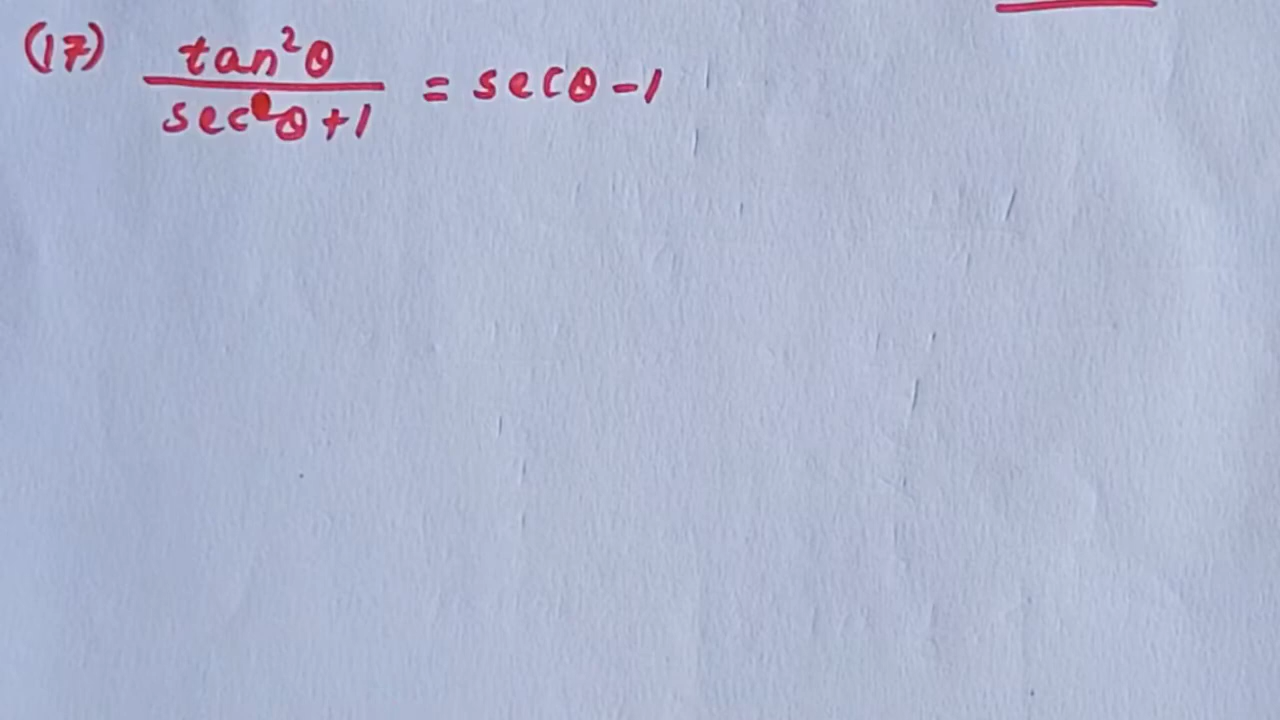 (17) tan²θ / secθ + 1 = secθ - 1